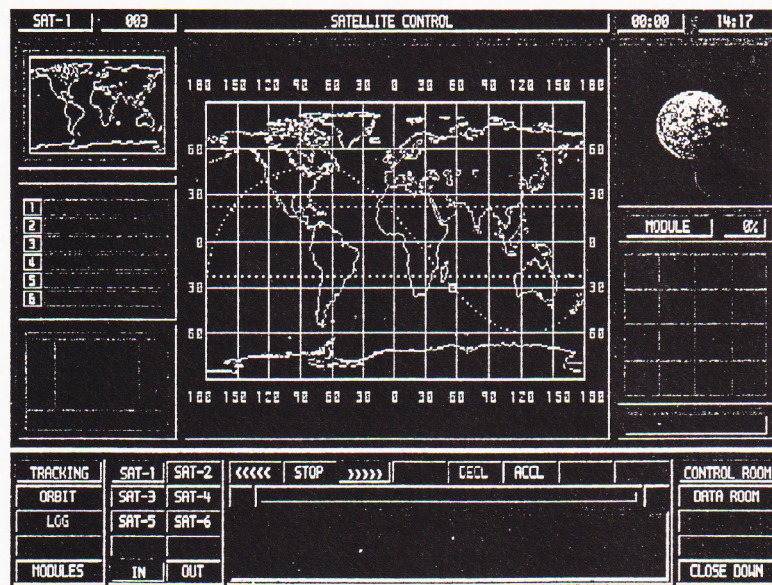 SAT-1 003 SATELLITE CONTROL 00:00 14:17
180 150 120 90 60 30 0 30 60 90 120 150 180
60 60
30 30
1
2
3
4
5
6
MODULE 0%
0 0
30 30
60 60
180 150 120 90 60 30 0 30 60 90 120 150 180
TRACKING SAT-1 SAT-2 <<<<< STOP >>>>> DECL ACCL CONTROL ROOM
ORBIT SAT-3 SAT-4 DATA ROOM
LOG SAT-5 SAT-6
MODULES IN OUT CLOSE DOWN